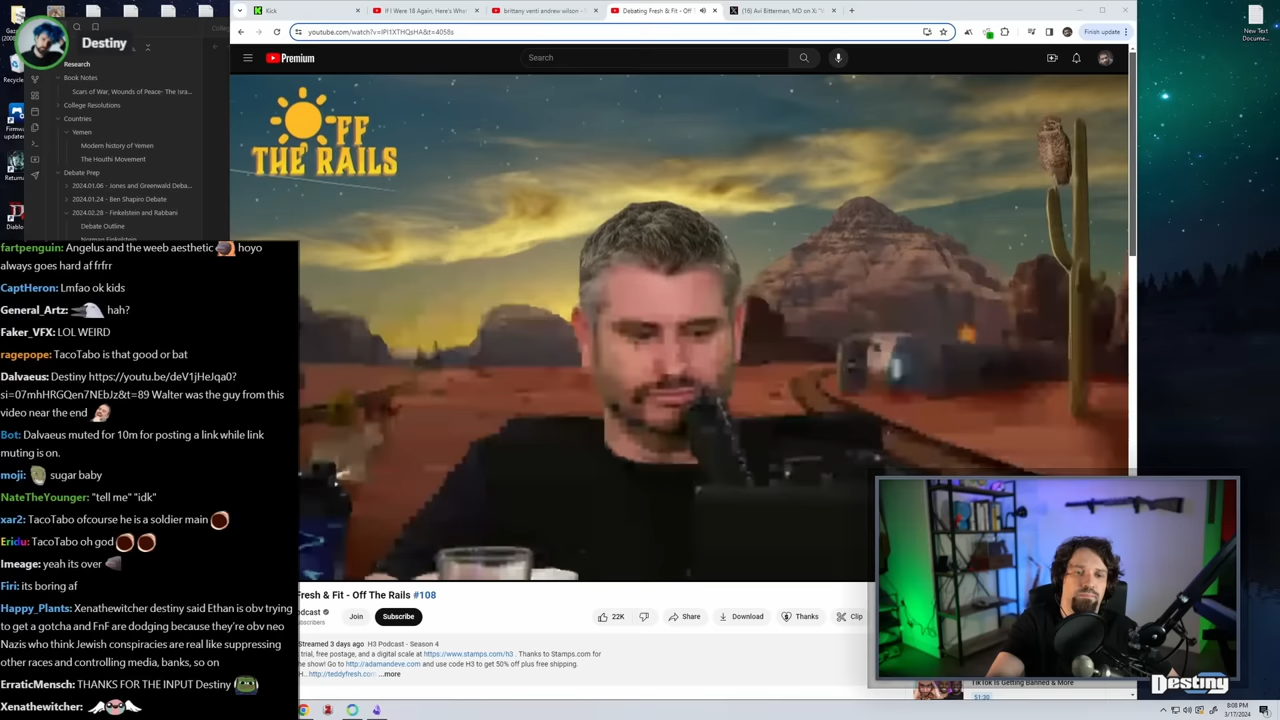 Kick
If I Were 18 Again, Here's What
brittany venti andrew wilson -
Debating Fresh & Fit - Off T
(16) Avi Bitterman, MD on X: "
youtube.com/watch?v=IPI1XTHQsHA&t=4058s
Finish update
Premium
Search
New Text
Docume...
Destiny
Research
Book Notes
Scars of War, Wounds of Peace- The Isra...
College Resolutions
Countries
Yemen
Modern history of Yemen
The Houthi Movement
Debate Prep
2024.01.06 - Jones and Greenwald Deba...
2024.01.24 - Ben Shapiro Debate
2024.02.28 - Finkelstein and Rabbani
Debate Outline
Norman Finkelstein
OFF
THE RAILS
fartpenguin: Angelus and the weeb aesthetic hoyo
always goes hard af frfrr
CaptHeron: Lmfao ok kids
General_Artz: hah?
Faker_VFX: LOL WEIRD
ragepope: TacoTabo is that good or bat
Dalvaeus: Destiny https://youtu.be/deV1jHeJqa0?
si=07mhHRGQen7NEbJz&t=89 Walter was the guy from this
video near the end
Bot: Dalvaeus muted for 10m for posting a link while link
muting is on.
moji: sugar baby
NateTheYounger: "tell me" "idk"
xar2: TacoTabo ofcourse he is a soldier main
Eridu: TacoTabo oh god
Imeage: yeah its over
Firi: its boring af
Happy_Plants: Xenathewitcher destiny said Ethan is obv trying
to get a gotcha and FnF are dodging because they're obv neo
Nazis who think Jewish conspiracies are real like suppressing
other races and controlling media, banks, so on
ErraticMensch: THANKS FOR THE INPUT Destiny
Xenathewitcher:
Fresh & Fit - Off The Rails #108
odcast
ubscribers
Join
Subscribe
22K
Share
Download
Thanks
Clip
Streamed 3 days ago H3 Podcast - Season 4
trial, free postage, and a digital scale at https://www.stamps.com/h3 . Thanks to Stamps.com for
he show! Go to http://adamandeve.com and use code H3 to get 50% off plus free shipping.
H...http://teddyfresh.com ...more
TikTok Is Getting Banned & More
51:30
Destiny
8:08 PM
3/17/2024